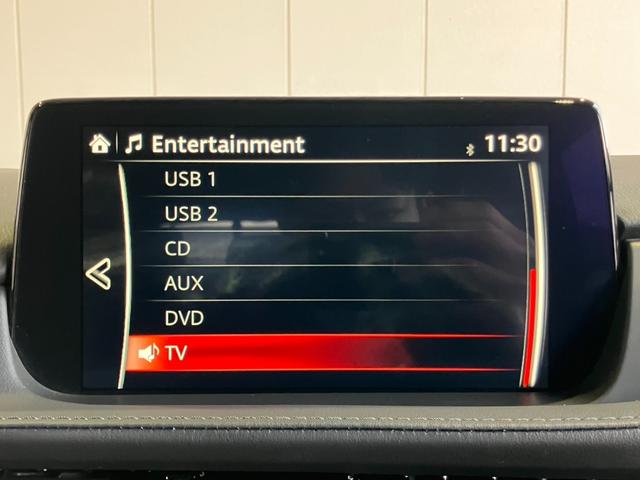 Entertainment 11:30
USB 1
USB 2
CD
AUX
DVD
TV